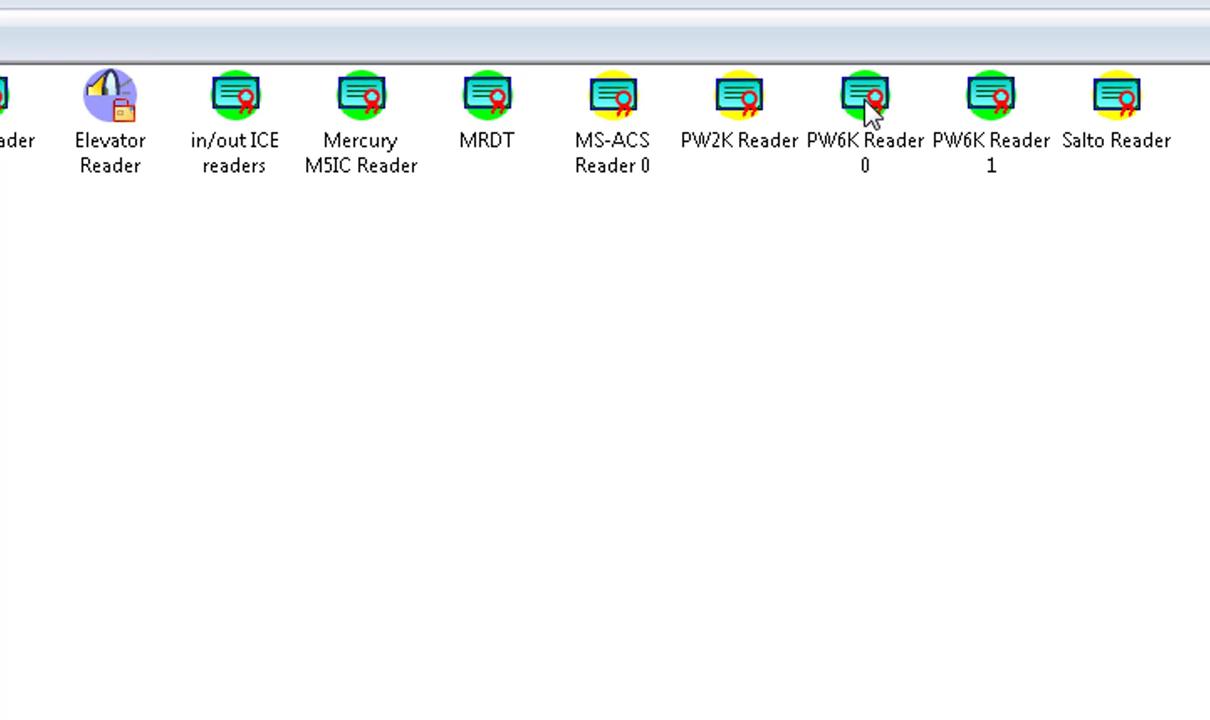 ader
Elevator
Reader
in/out ICE
readers
Mercury
M5IC Reader
MRDT
MS-ACS
Reader 0
PW2K Reader
PW6K Reader
0
PW6K Reader
1
Salto Reader